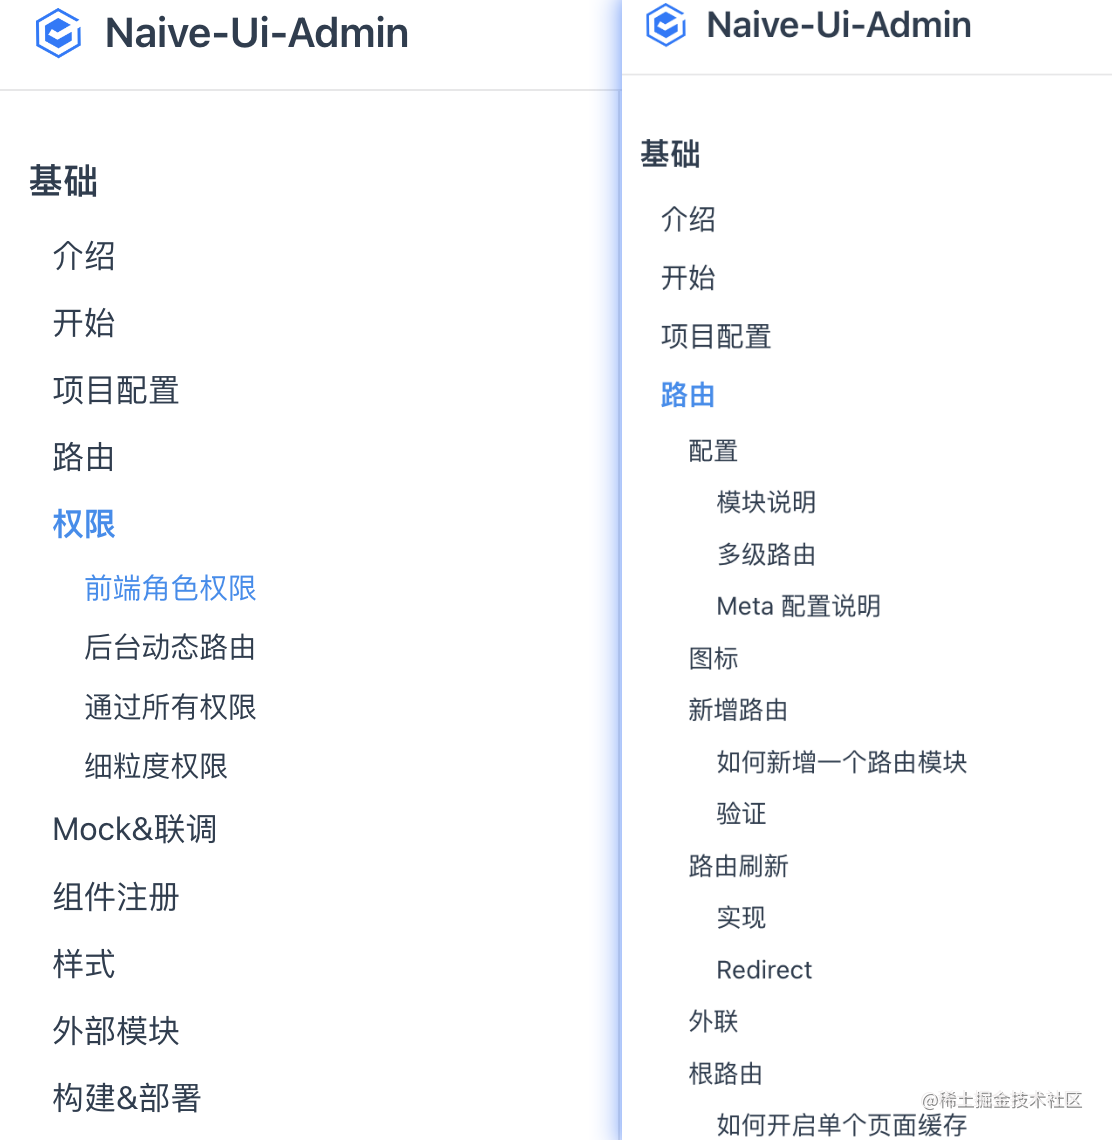 Naive-Ui-Admin
基础
介绍
开始
项目配置
路由
权限
前端角色权限
后台动态路由
通过所有权限
细粒度权限
Mock&联调
组件注册
样式
外部模块
构建&部署
Naive-Ui-Admin
基础
介绍
开始
项目配置
路由
配置
模块说明
多级路由
Meta 配置说明
图标
新增路由
如何新增一个路由模块
验证
路由刷新
实现
Redirect
外联
根路由
如何开启单个页面缓存
@稀土掘金技术社区